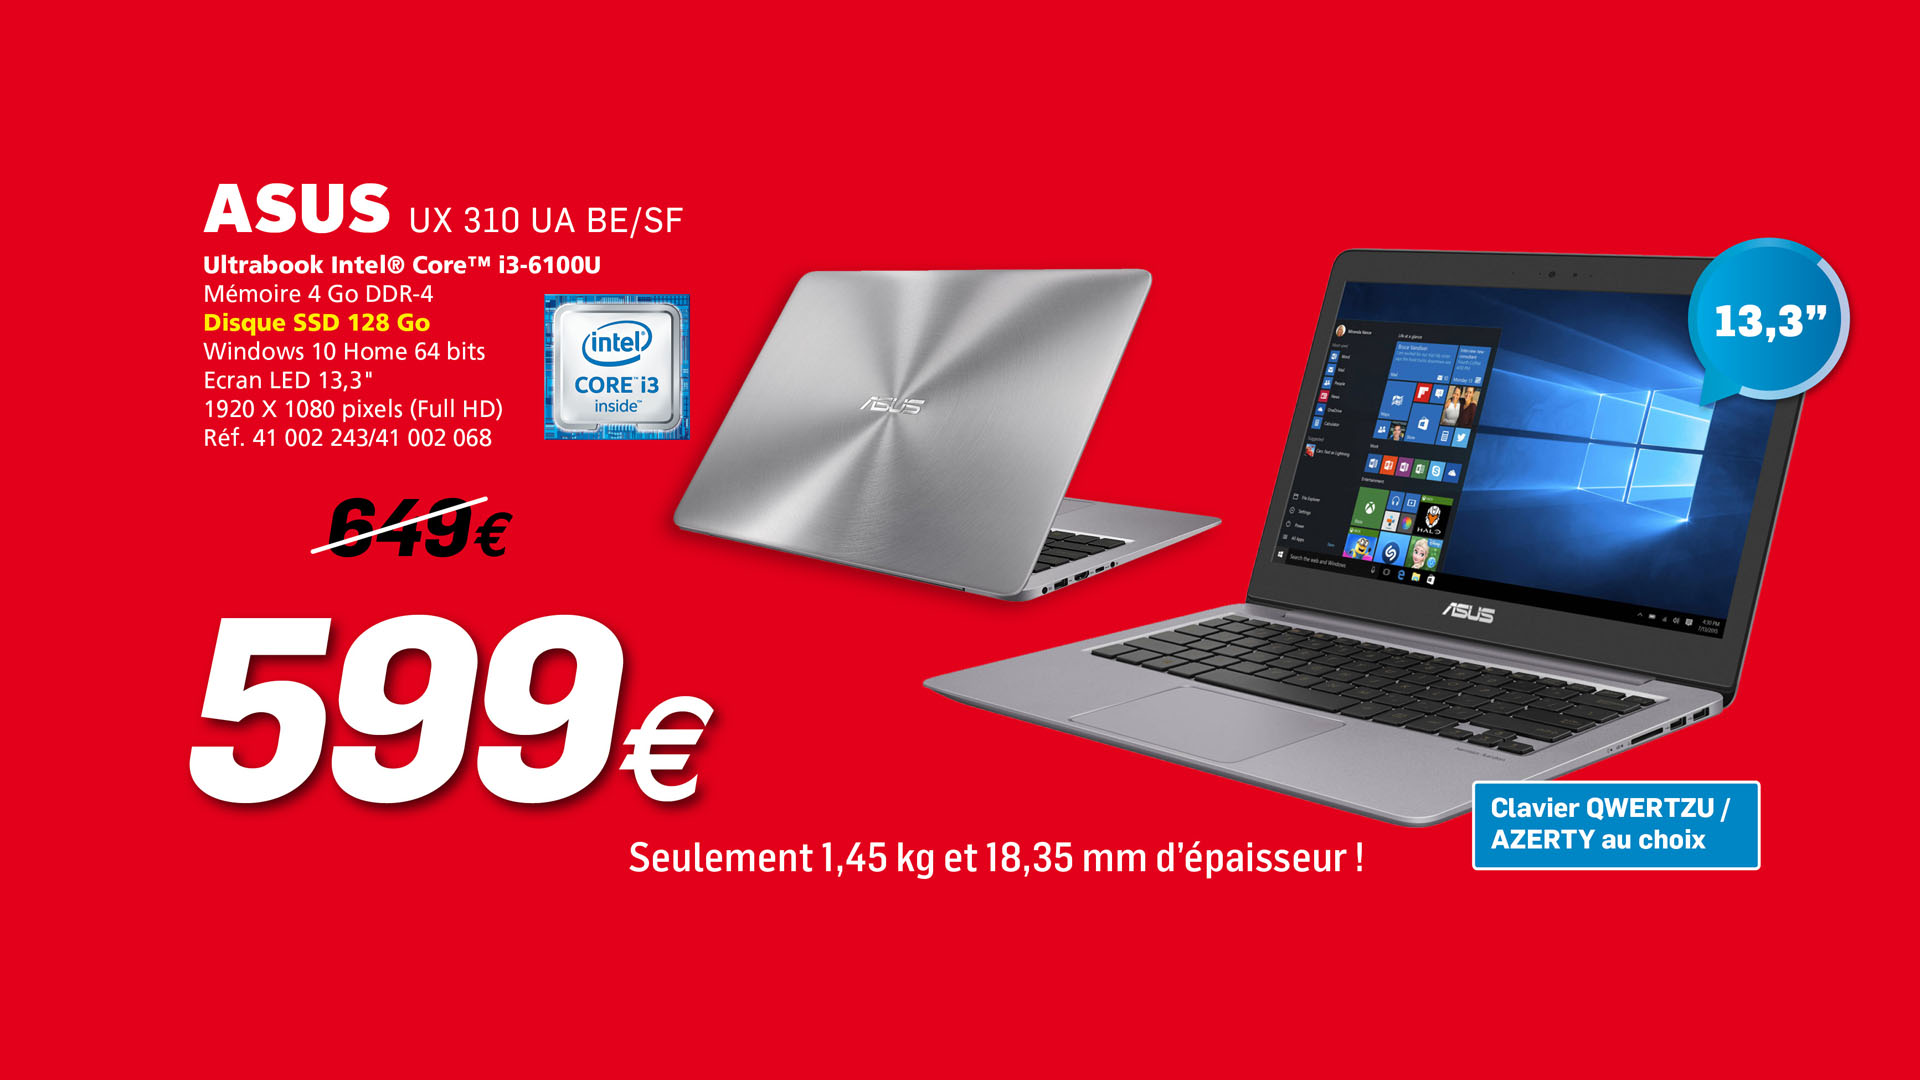 ASUS UX 310 UA BE/SF
Ultrabook Intel® Core™ i3-6100U
Mémoire 4 Go DDR-4
Disque SSD 128 Go
Windows 10 Home 64 bits
Ecran LED 13,3"
1920 X 1080 pixels (Full HD)
Réf. 41 002 243/41 002 068
intel®
CORE™ i3
inside™
649€
599€
ASUS
13,3”
ASUS
Clavier QWERTZU /
AZERTY au choix
Seulement 1,45 kg et 18,35 mm d’épaisseur !